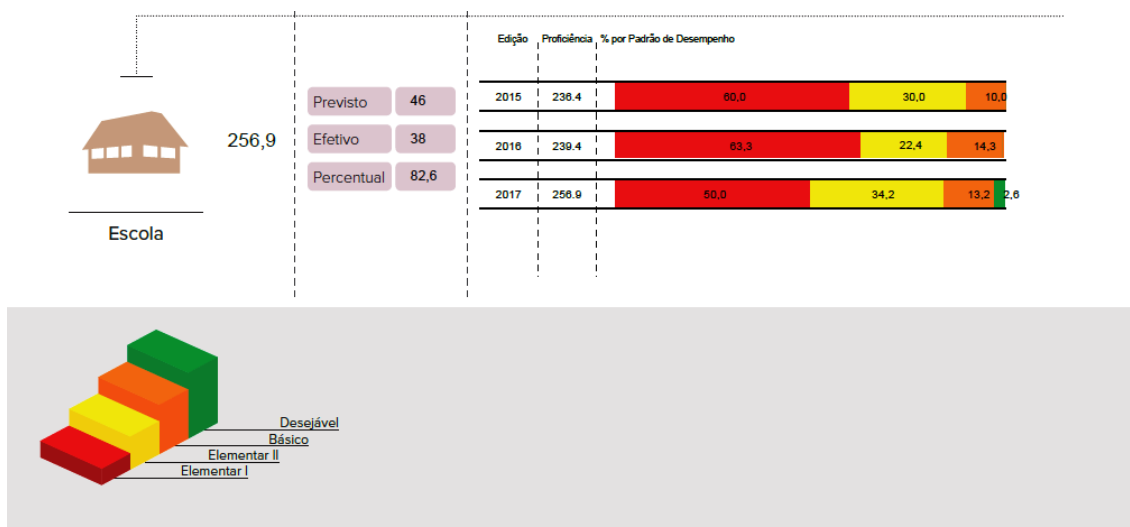 Edição Proficiência % por Padrão de Desempenho
Previsto 46
Efetivo 38
Percentual 82,6
256,9
Escola
2015 236.4 60,0 30,0 10,0
2016 239.4 63,3 22,4 14,3
2017 256.9 50,0 34,2 13,2 2,6
Desejável
Básico
Elementar II
Elementar I